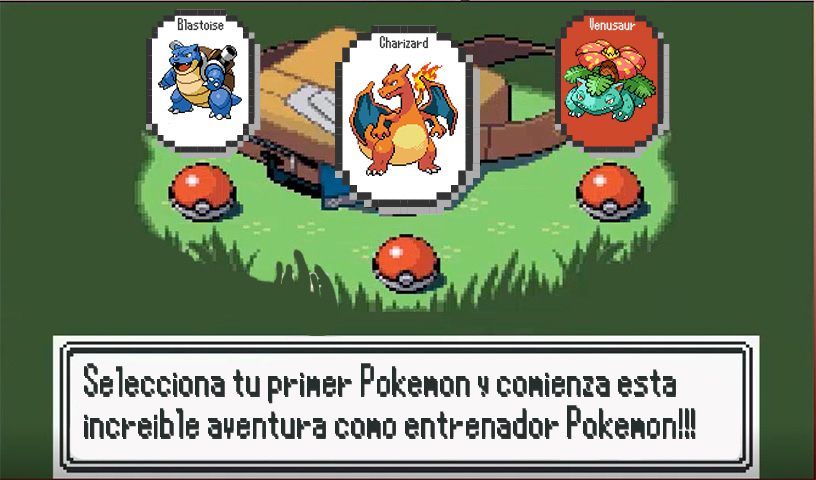 Blastoise
Charizard
Venusaur
Selecciona tu primer Pokemon y comienza esta
increible aventura como entrenador Pokemon!!!